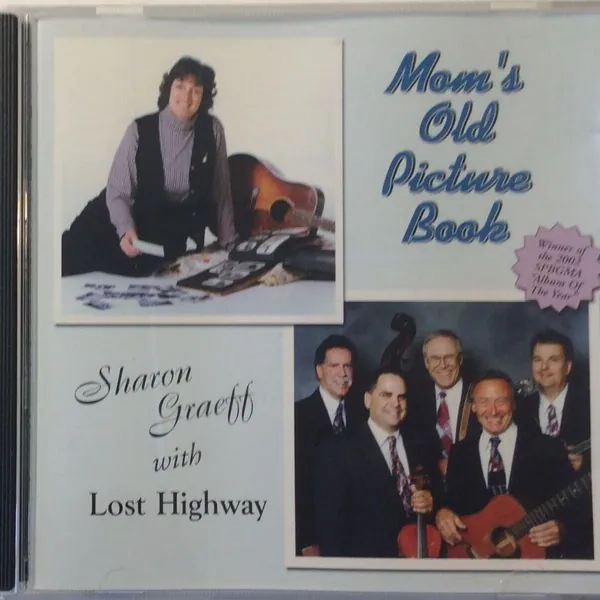 Mom's
Old
Picture
Book
Winner of
the 2003
SPBGMA
"Album Of
The Year"
Sharon
Graeff
with
Lost Highway